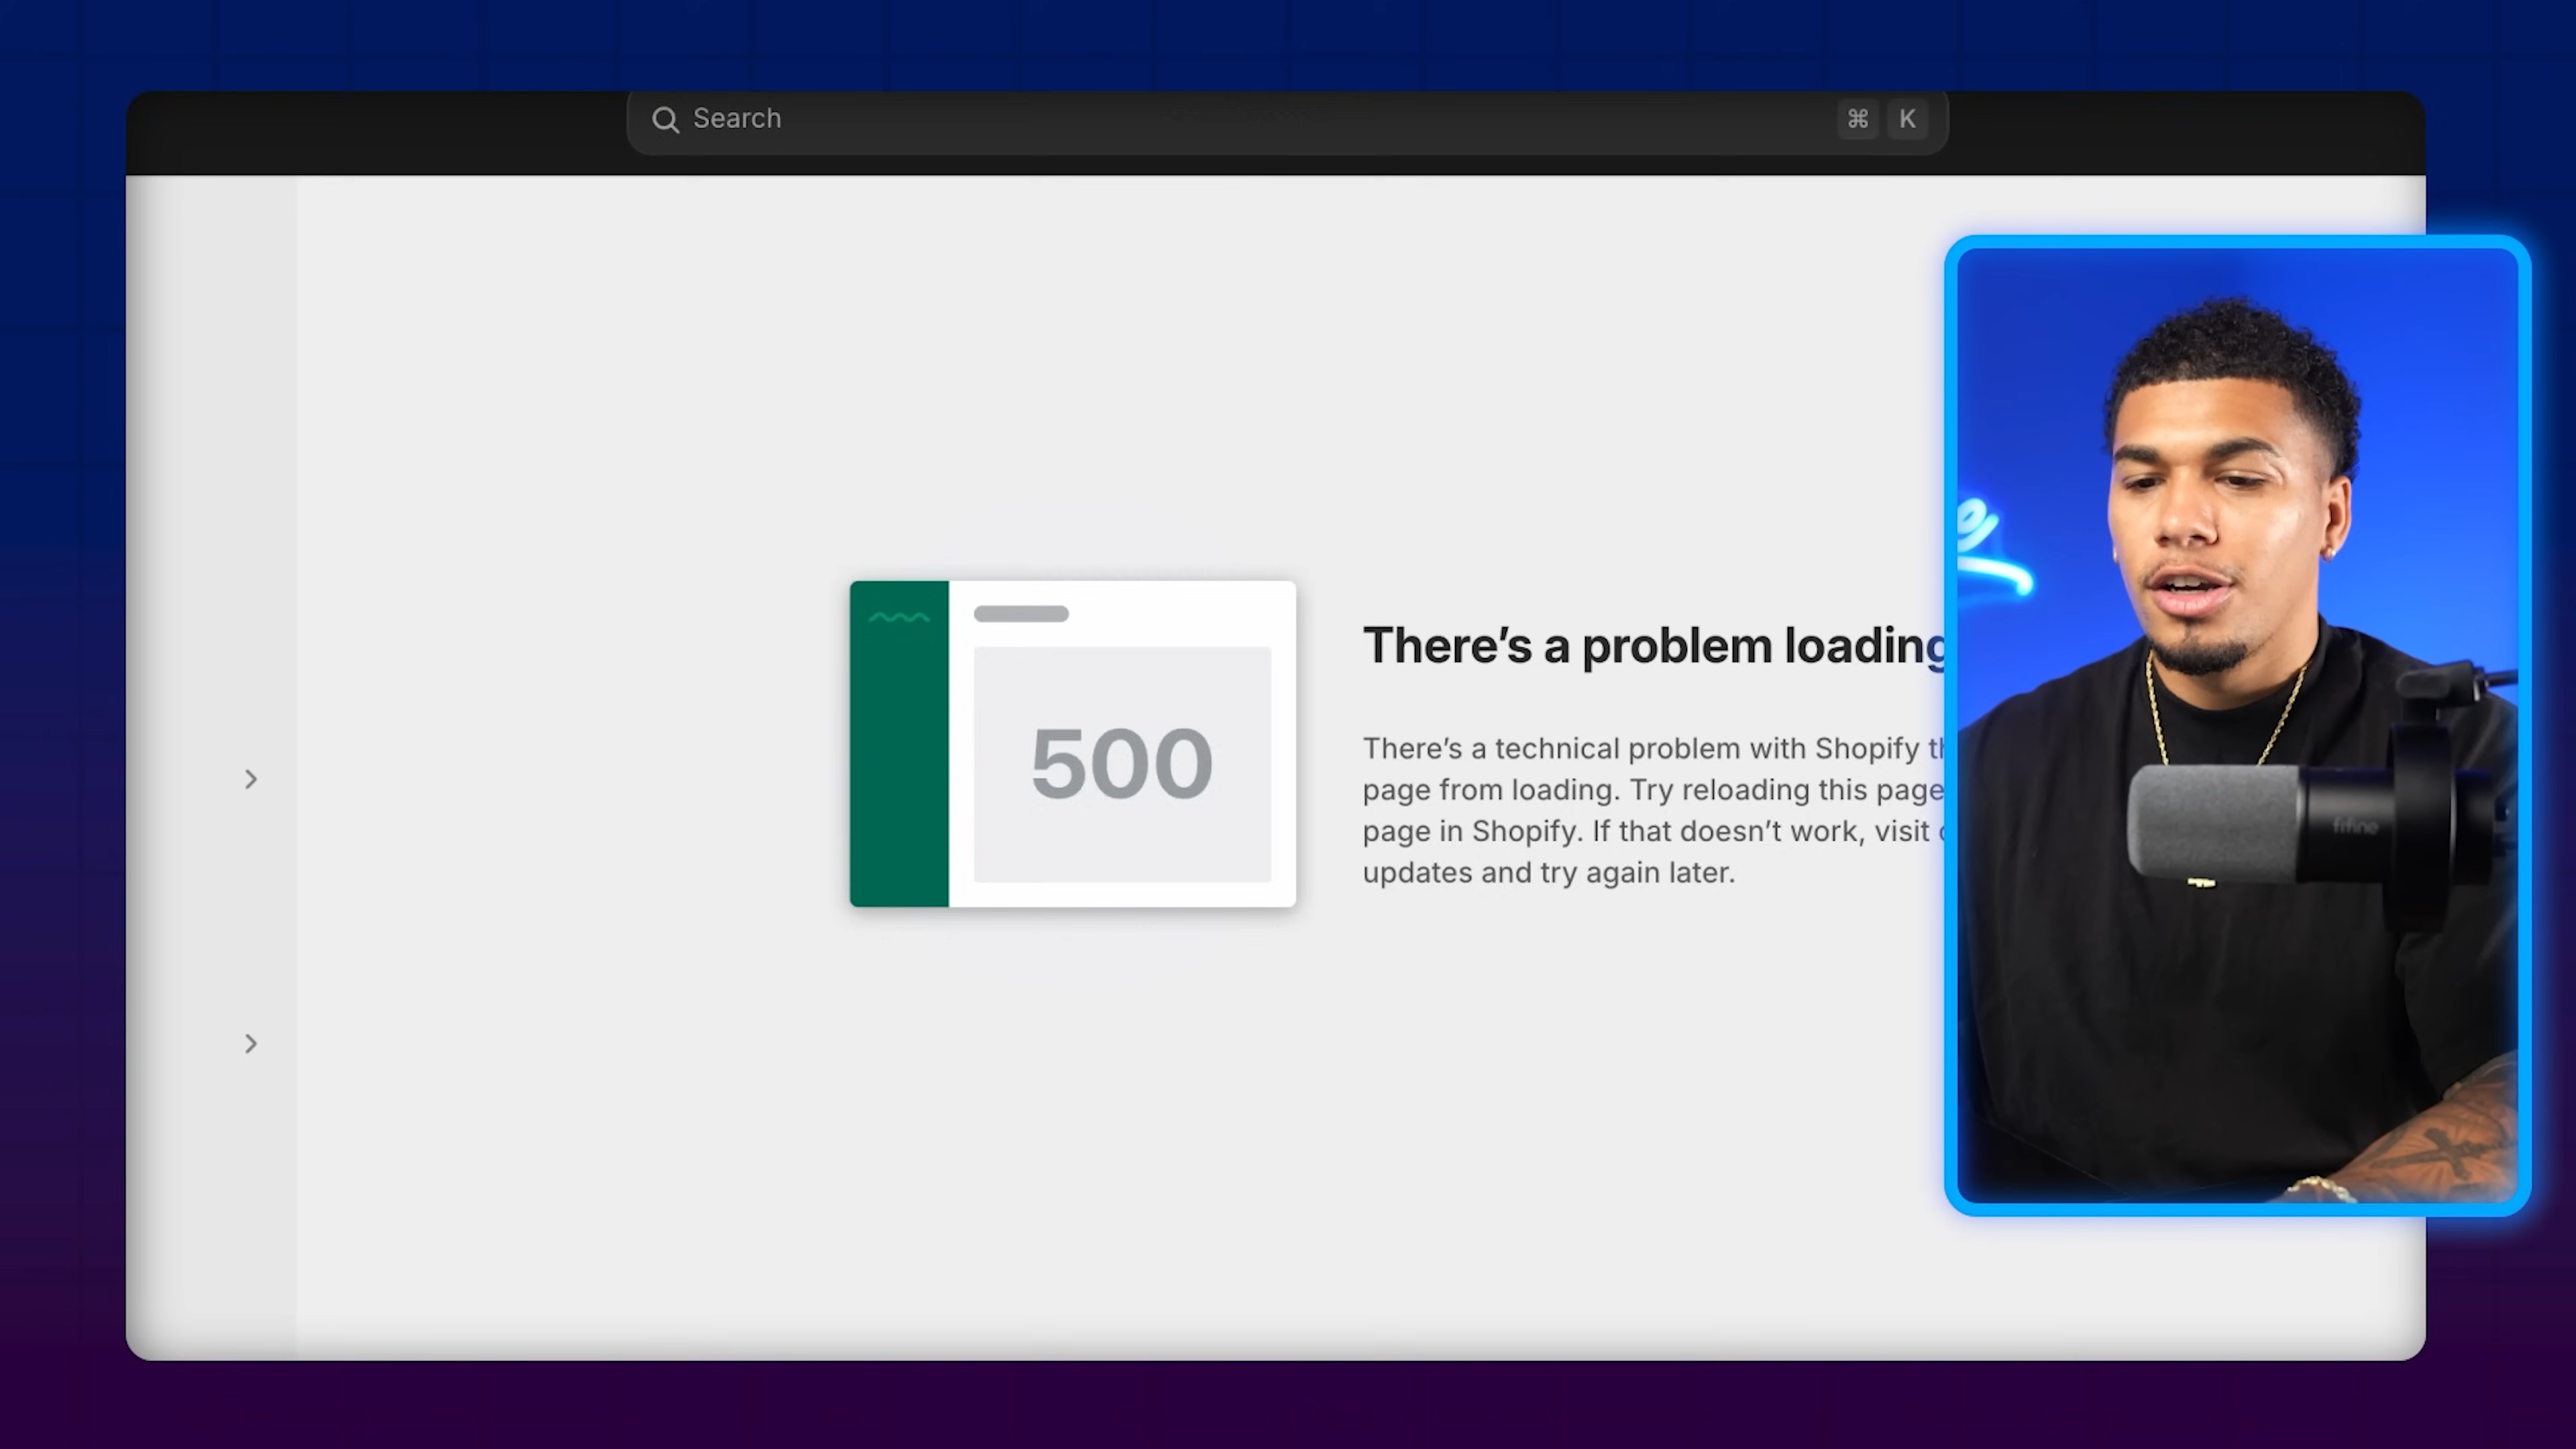 Search ⌘ K
500
There's a problem loading
There's a technical problem with Shopify
page from loading. Try reloading this page
page in Shopify. If that doesn't work, visit
updates and try again later.
fifine